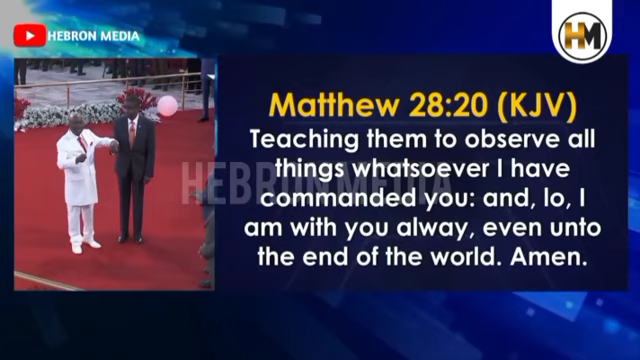 HEBRON MEDIA
HM
Matthew 28:20 (KJV)
Teaching them to observe all
things whatsoever I have
commanded you: and, lo, I
am with you alway, even unto
the end of the world. Amen.
HEBRON MEDIA